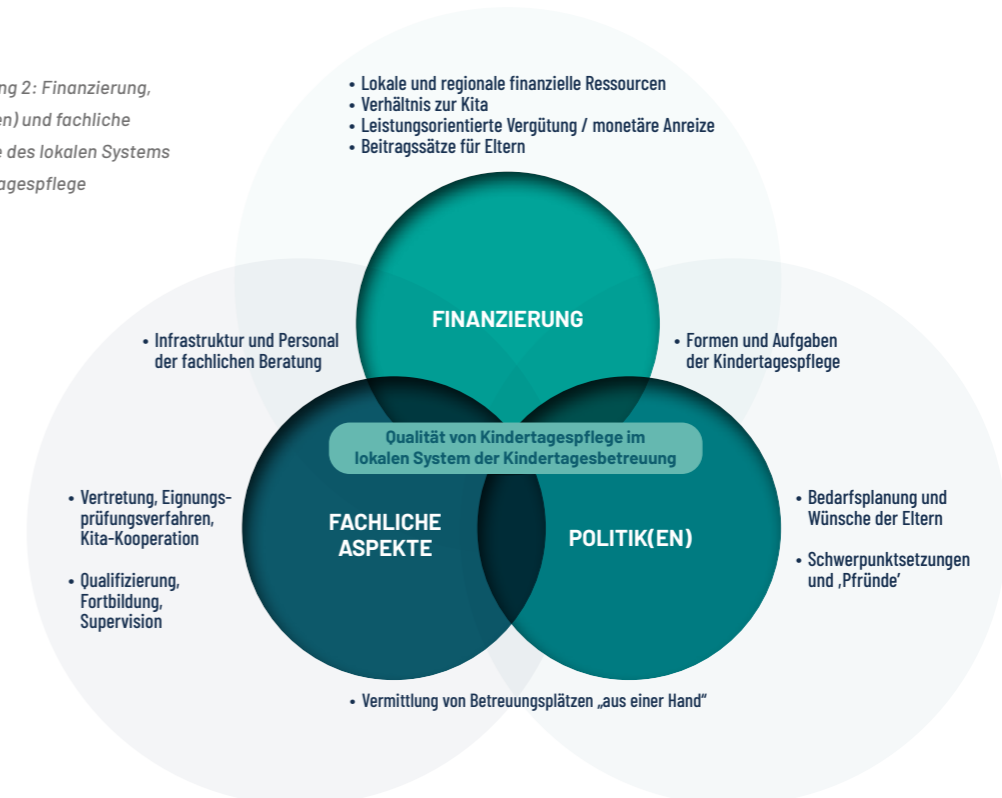 ng 2: Finanzierung,
en) und fachliche
e des lokalen Systems
agespflege
• Lokale und regionale finanzielle Ressourcen
• Verhältnis zur Kita
• Leistungsorientierte Vergütung / monetäre Anreize
• Beitragssätze für Eltern
FINANZIERUNG
• Infrastruktur und Personal
der fachlichen Beratung
• Formen und Aufgaben
der Kindertagespflege
Qualität von Kindertagespflege im
lokalen System der Kindertagesbetreuung
• Vertretung, Eignungs-
prüfungsverfahren,
Kita-Kooperation
• Qualifizierung,
Fortbildung,
Supervision
FACHLICHE
ASPEKTE
POLITIK(EN)
• Bedarfsplanung und
Wünsche der Eltern
• Schwerpunktsetzungen
und ‚Pfründe’
• Vermittlung von Betreuungsplätzen „aus einer Hand“